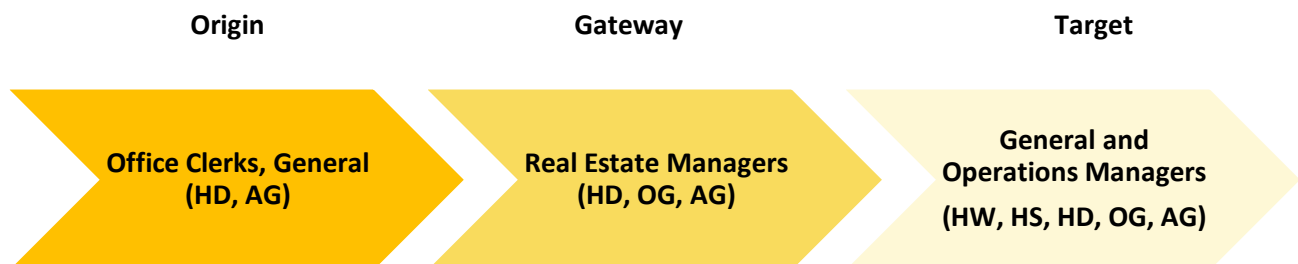 Origin
Gateway
Target
Office Clerks, General
(HD, AG)
Real Estate Managers
(HD, OG, AG)
General and
Operations Managers
(HW, HS, HD, OG, AG)